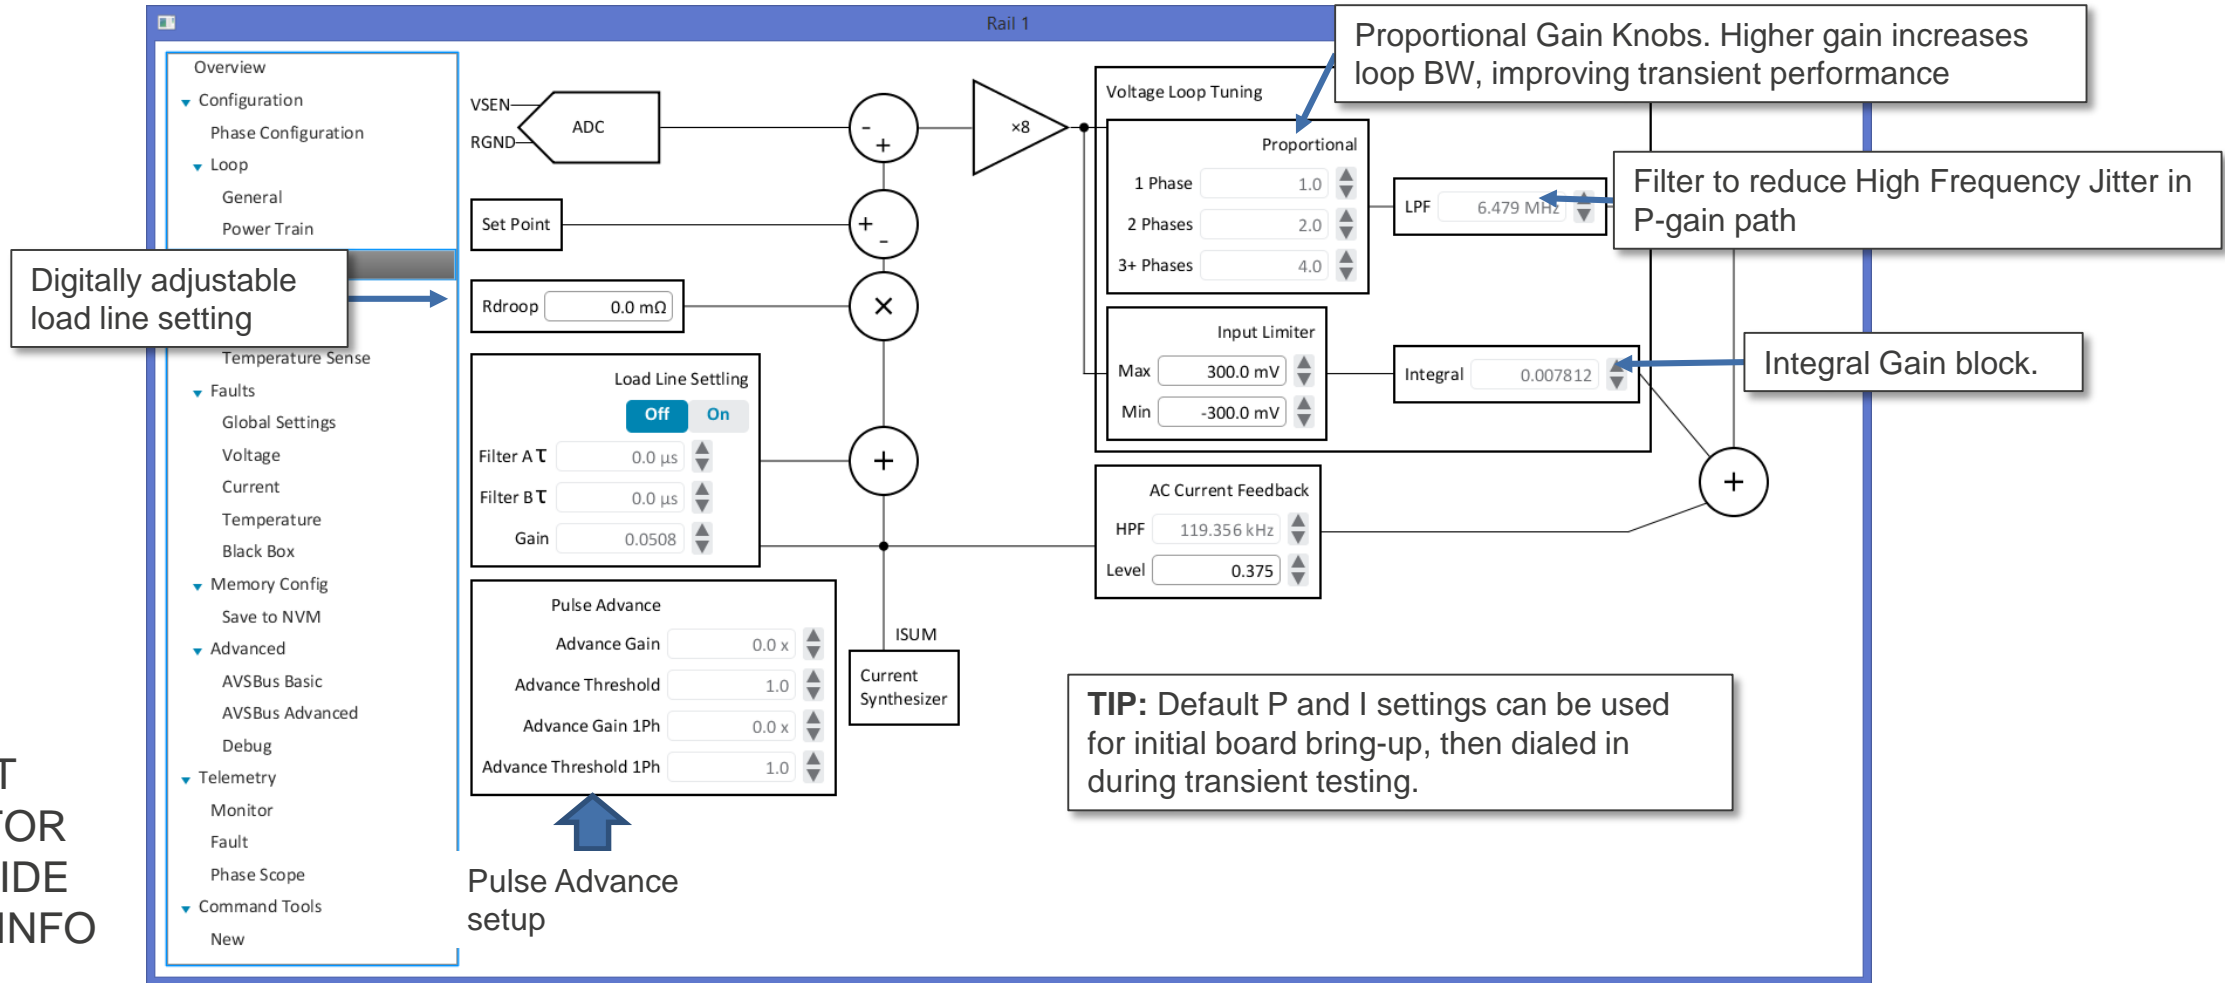 Rail 1
Proportional Gain Knobs. Higher gain increases
loop BW, improving transient performance
Overview
Configuration
Phase Configuration
Loop
General
Power Train
Digitally adjustable
load line setting
Temperature Sense
Faults
Global Settings
Voltage
Current
Temperature
Black Box
Memory Config
Save to NVM
Advanced
AVSBus Basic
AVSBus Advanced
Debug
Telemetry
Monitor
Fault
Phase Scope
Command Tools
New
TOR
IDE
INFO
VSEN
RGND
ADC
-
+
×8
Set Point
+
-
Rdroop 0.0 mΩ
×
Load Line Settling
Off On
Filter A τ 0.0 µs
Filter B τ 0.0 µs
Gain 0.0508
+
Pulse Advance
Advance Gain 0.0 x
Advance Threshold 1.0
Advance Gain 1Ph 0.0 x
Advance Threshold 1Ph 1.0
Pulse Advance
setup
ISUM
Current
Synthesizer
Voltage Loop Tuning
Proportional
1 Phase 1.0
2 Phases 2.0
3+ Phases 4.0
LPF 6.479 MHz
Filter to reduce High Frequency Jitter in
P-gain path
Input Limiter
Max 300.0 mV
Min -300.0 mV
Integral 0.007812
Integral Gain block.
+
AC Current Feedback
HPF 119.356 kHz
Level 0.375
TIP: Default P and I settings can be used
for initial board bring-up, then dialed in
during transient testing.